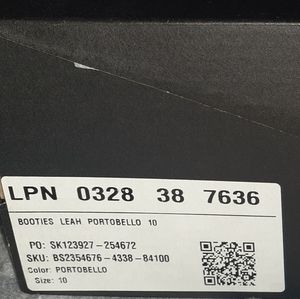 LPN 0328 38 7636
BOOTIES LEAH PORTOBELLO 10
PO: SK123927-254672
SKU: BS2354676-4338-84100
Color: PORTOBELLO
Size: 10